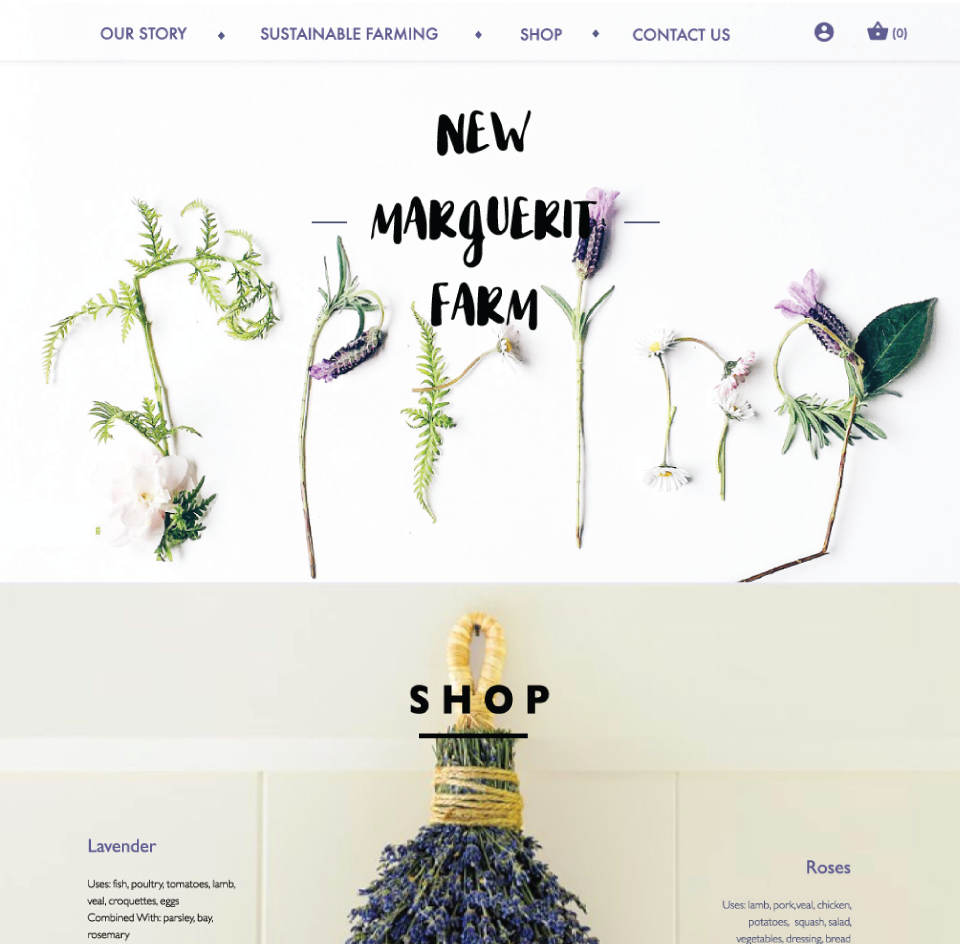 OUR STORY ♦ SUSTAINABLE FARMING ♦ SHOP ♦ CONTACT US (0)
NEW
MARGUERIT
FARM
Spring
SHOP
Lavender
Uses: fish, poultry, tomatoes, lamb,
veal, croquettes, eggs
Combined With: parsley, bay,
rosemary
Roses
Uses: lamb, pork,veal, chicken,
potatoes, squash, salad,
vegetables, dressing, bread